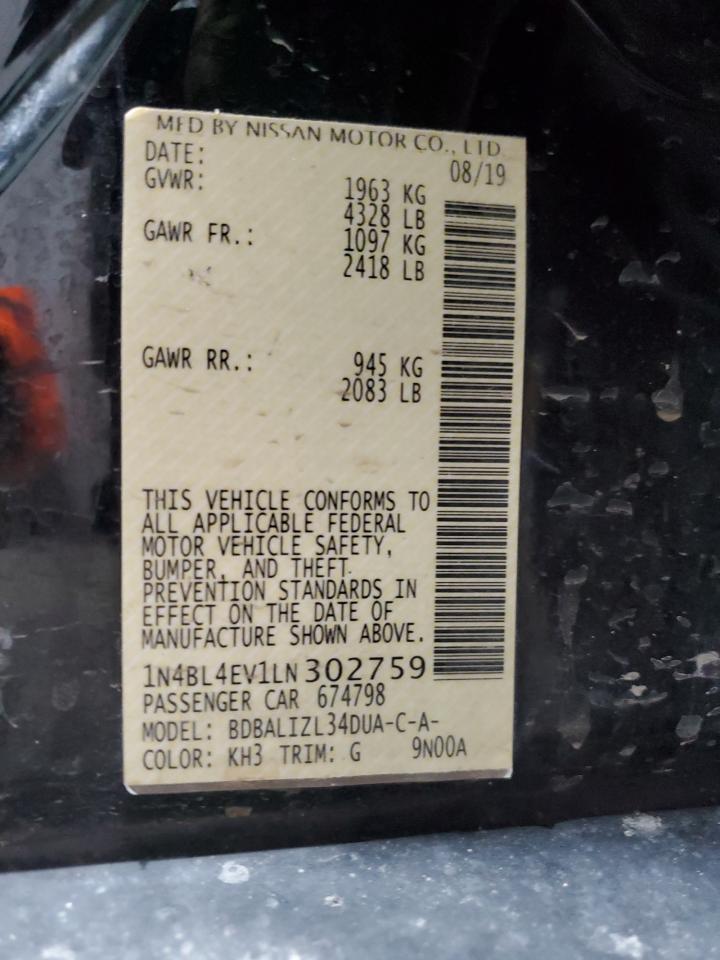 MFD BY NISSAN MOTOR CO., LTD.
DATE: 08/19
GVWR: 1963 KG
4328 LB
GAWR FR.: 1097 KG
2418 LB
GAWR RR.: 945 KG
2083 LB
THIS VEHICLE CONFORMS TO
ALL APPLICABLE FEDERAL
MOTOR VEHICLE SAFETY,
BUMPER, AND THEFT
PREVENTION STANDARDS IN
EFFECT ON THE DATE OF
MANUFACTURE SHOWN ABOVE.
1N4BL4EV1LN302759
PASSENGER CAR 674798
MODEL: BDBALIZL34DUA-C-A-
COLOR: KH3 TRIM: G 9N00A